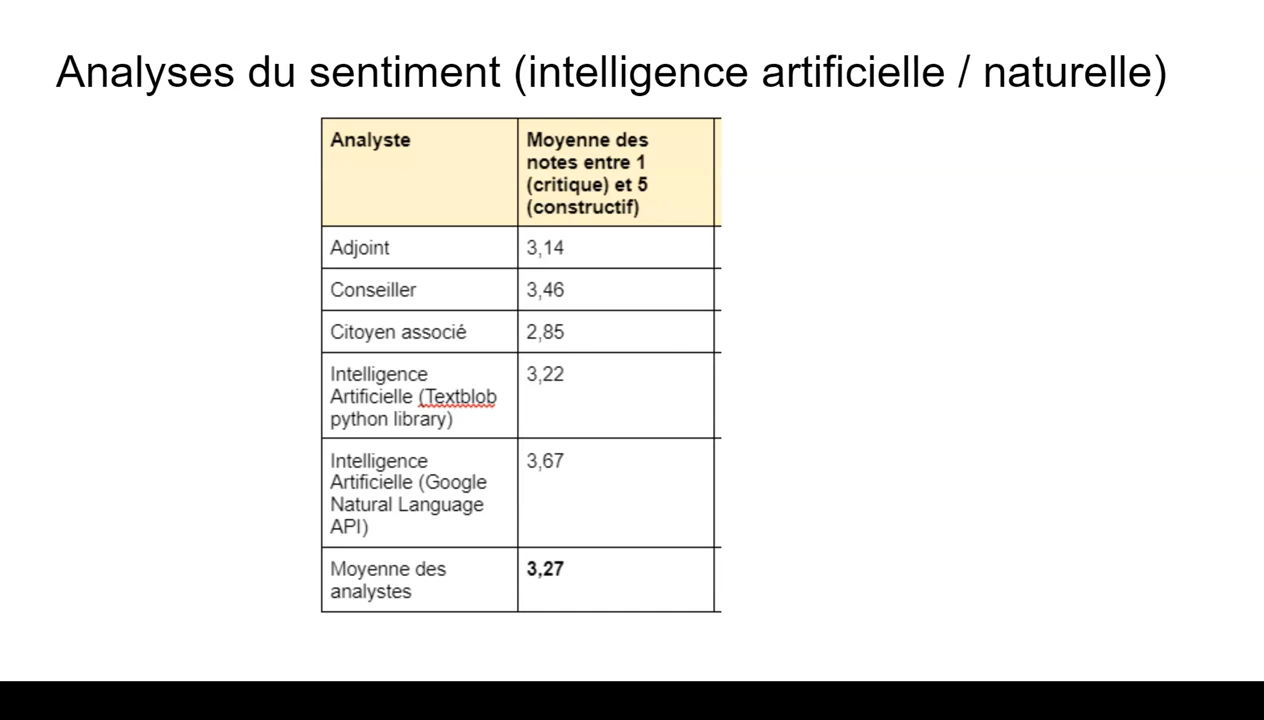 Analyses du sentiment (intelligence artificielle / naturelle)
Analyste
Moyenne des
notes entre 1
(critique) et 5
(constructif)
Adjoint
3,14
Conseiller
3,46
Citoyen associé
2,85
Intelligence
Artificielle (Textblob
python library)
3,22
Intelligence
Artificielle (Google
Natural Language
API)
3,67
Moyenne des
analystes
3,27